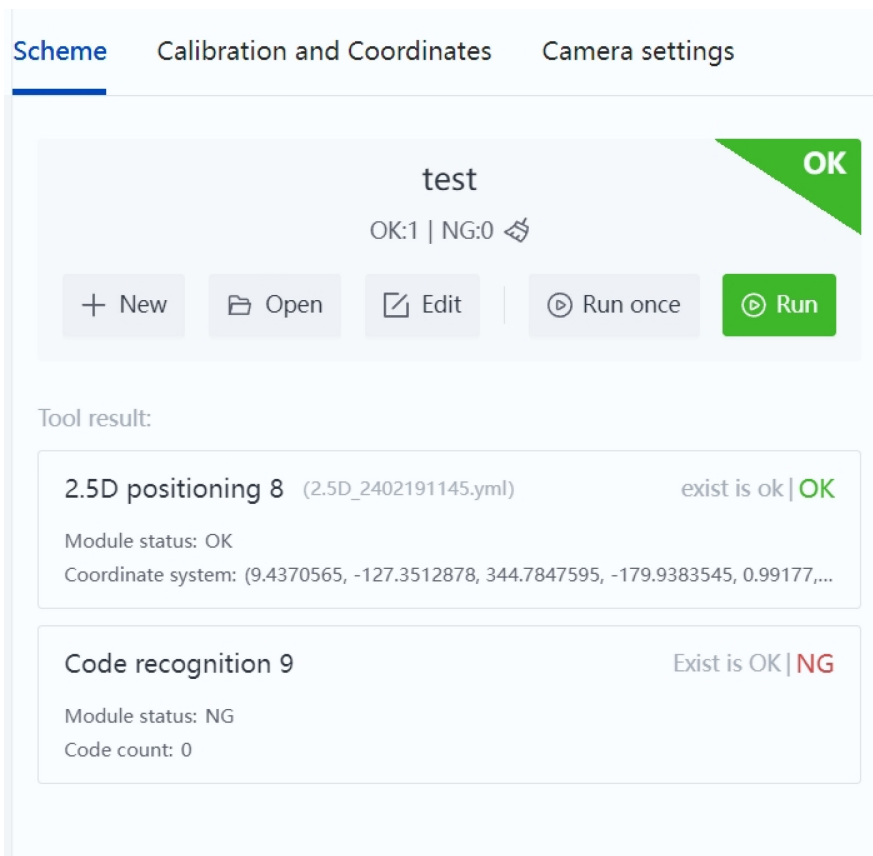 Scheme Calibration and Coordinates Camera settings
OK
test
OK:1 | NG:0
New Open Edit Run once Run
Tool result:
2.5D positioning 8 (2.5D_2402191145.yml) exist is ok | OK
Module status: OK
Coordinate system: (9.4370565, -127.3512878, 344.7847595, -179.9383545, 0.99177,...
Code recognition 9 Exist is OK | NG
Module status: NG
Code count: 0